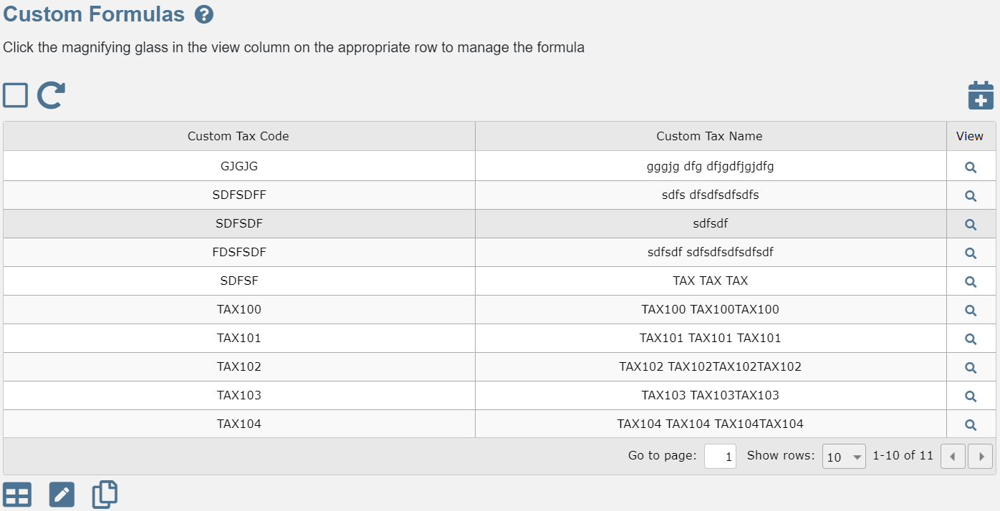 Custom Formulas ?
Click the magnifying glass in the view column on the appropriate row to manage the formula
Custom Tax Code Custom Tax Name View
GJGJG gggjg dfg dfjgdfjgjdfg
SDFSDFF sdfs dfsdfsdfsdfs
SDFSDF sdfsdf
FDSFSDF sdfsdf sdfsdfsdfsdfsdf
SDFSF TAX TAX TAX
TAX100 TAX100 TAX100TAX100
TAX101 TAX101 TAX101 TAX101
TAX102 TAX102 TAX102TAX102TAX102
TAX103 TAX103 TAX103TAX103
TAX104 TAX104 TAX104 TAX104TAX104
Go to page: 1 Show rows: 10 1-10 of 11